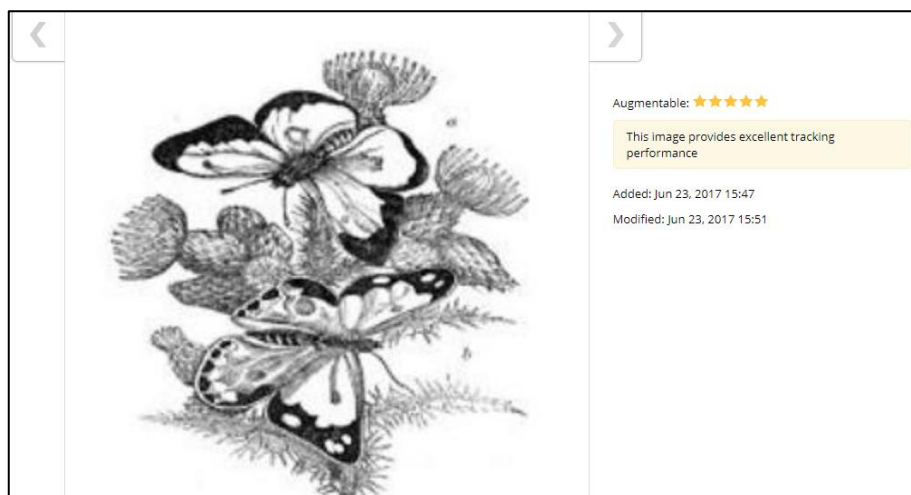 Augmentable:
This image provides excellent tracking
performance
Added: Jun 23, 2017 15:47
Modified: Jun 23, 2017 15:51
a
b